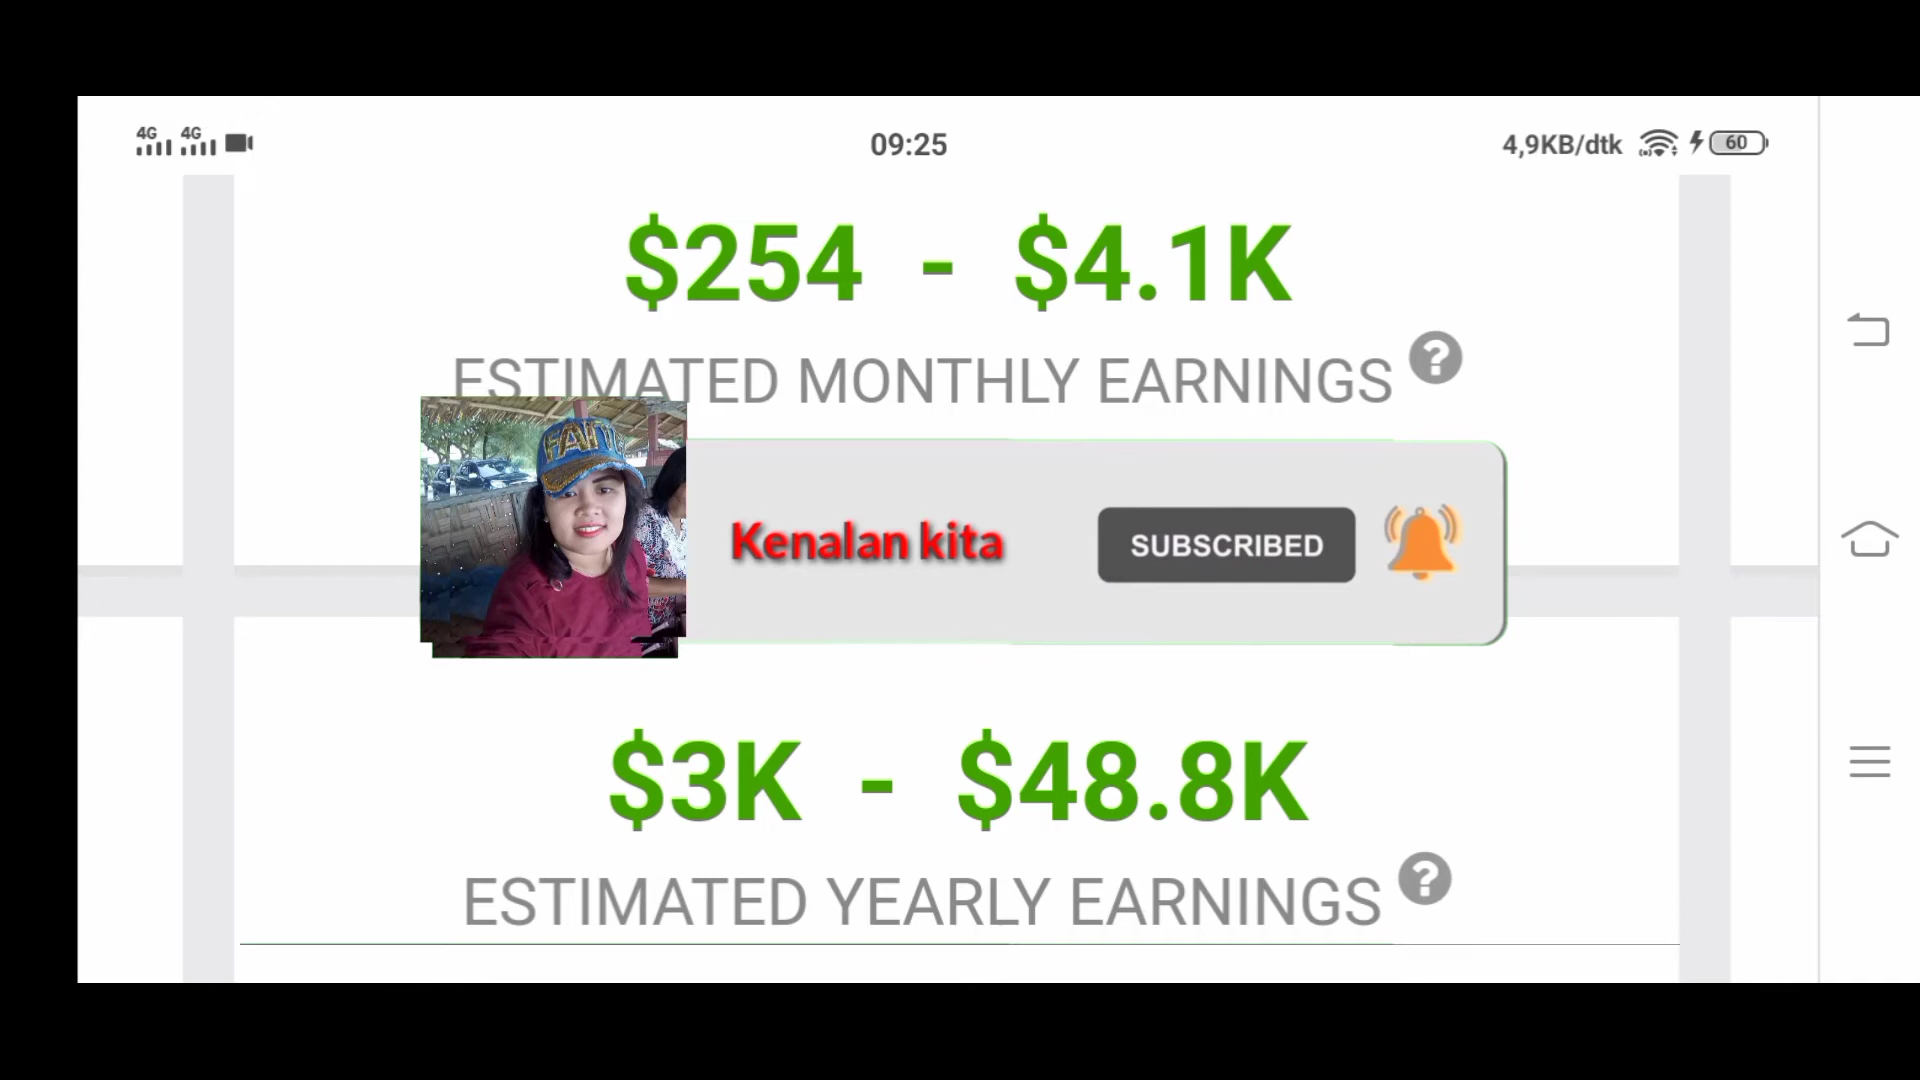 4G 4G 09:25 4,9KB/dtk 60
$254 - $4.1K
ESTIMATED MONTHLY EARNINGS ?
Kenalan kita SUBSCRIBED
$3K - $48.8K
ESTIMATED YEARLY EARNINGS ?